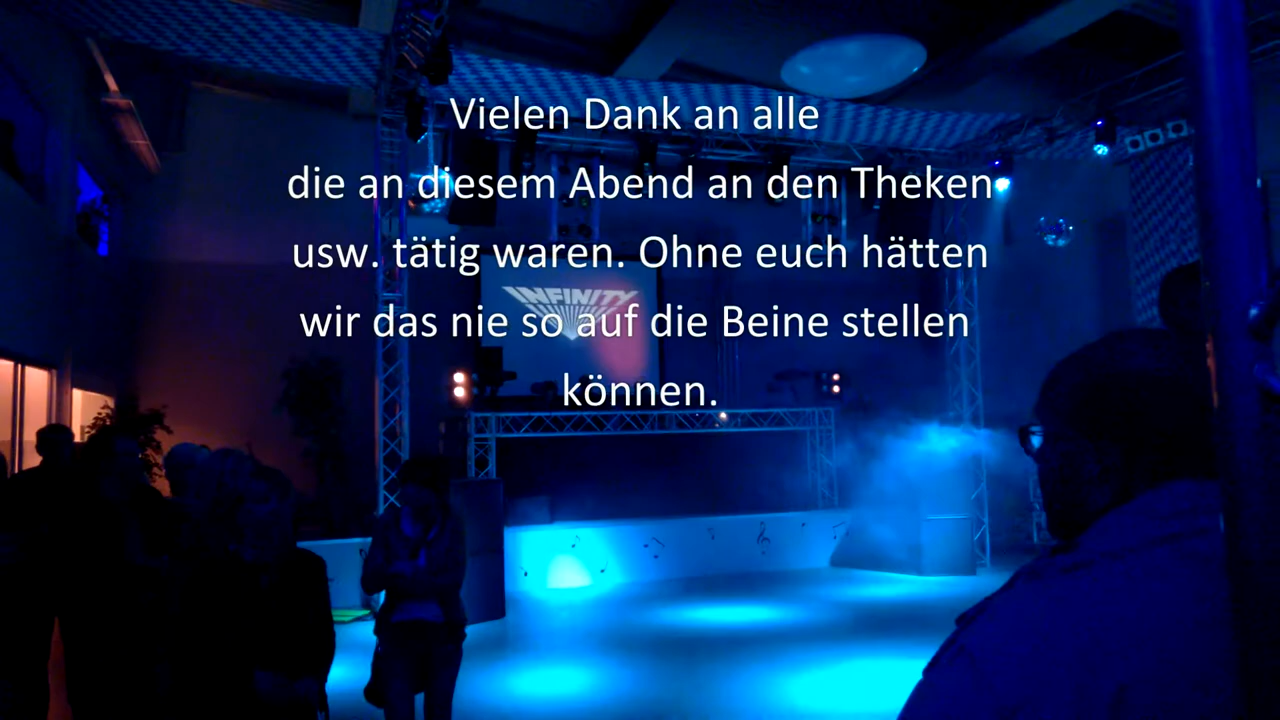 Vielen Dank an alle
die an diesem Abend an den Theken
usw. tätig waren. Ohne euch hätten
INFINITY
wir das nie so auf die Beine stellen
können.